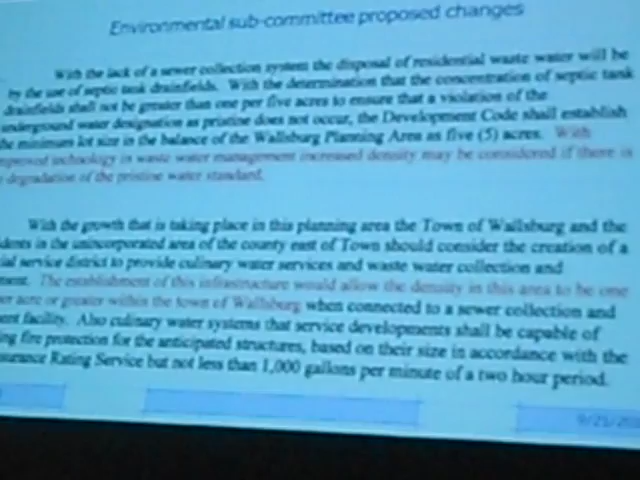 Environmental sub-committee proposed changes
With the lack of a sewer collection system the disposal of residential waste water will be
by the use of septic tank drainfields. With the determination that the concentration of septic tank
drainfields shall not be greater than one per five acres to ensure that a violation of the
underground water designation as pristine does not occur, the Development Code shall establish
the minimum lot size in the balance of the Wallsburg Planning Area as five (5) acres. With
improved technology in waste water management increased density may be considered if there is
degradation of the pristine water standard.
With the growth that is taking place in this planning area the Town of Wallsburg and the
dents in the unincorporated area of the county east of Town should consider the creation of a
ial service district to provide culinary water services and waste water collection and
ment. The establishment of this infrastructure would allow the density in this area to be one
per acre or greater within the town of Wallsburg when connected to a sewer collection and
ent facility. Also culinary water systems that service developments shall be capable of
ing fire protection for the anticipated structures, based on their size in accordance with the
surance Rating Service but not less than 1,000 gallons per minute of a two hour period.